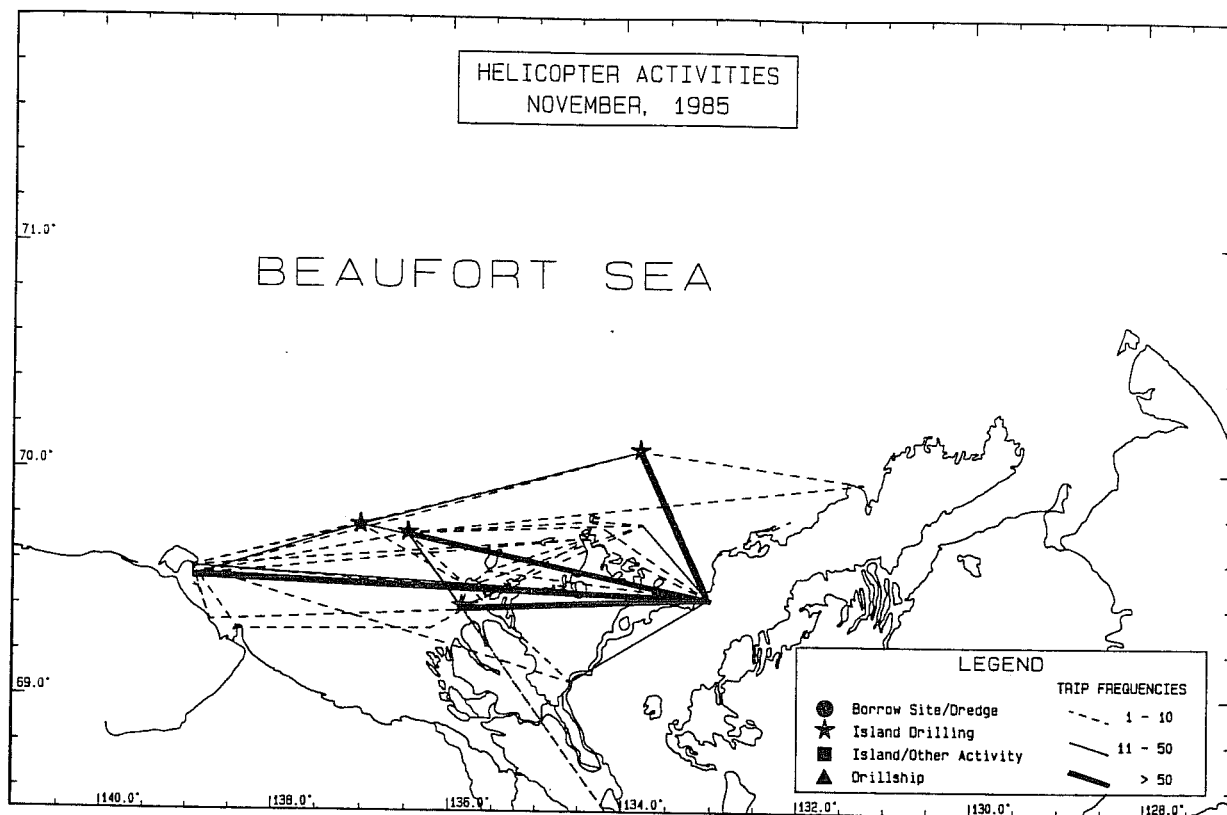 HELICOPTER ACTIVITIES
NOVEMBER, 1985
71.0°
BEAUFORT SEA
70.0°
69.0°
LEGEND
TRIP FREQUENCIES
Borrow Site/Dredge
1 - 10
Island Drilling
11 - 50
Island/Other Activity
> 50
Drillship
140.0° 138.0° 136.0° 134.0° 132.0° 130.0° 128.0°